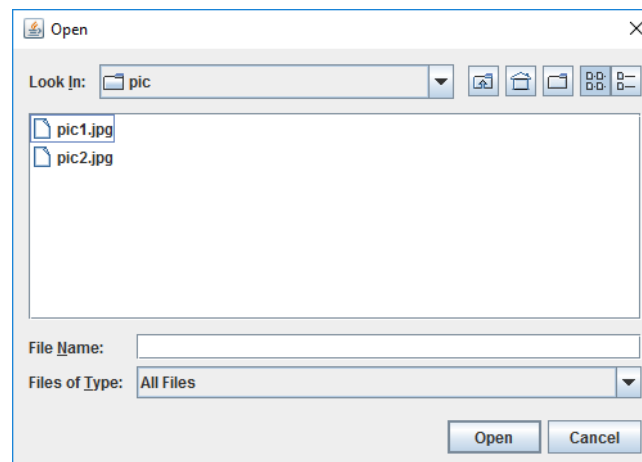 Open
Look In: pic
pic1.jpg
pic2.jpg
File Name:
Files of Type: All Files
Open Cancel